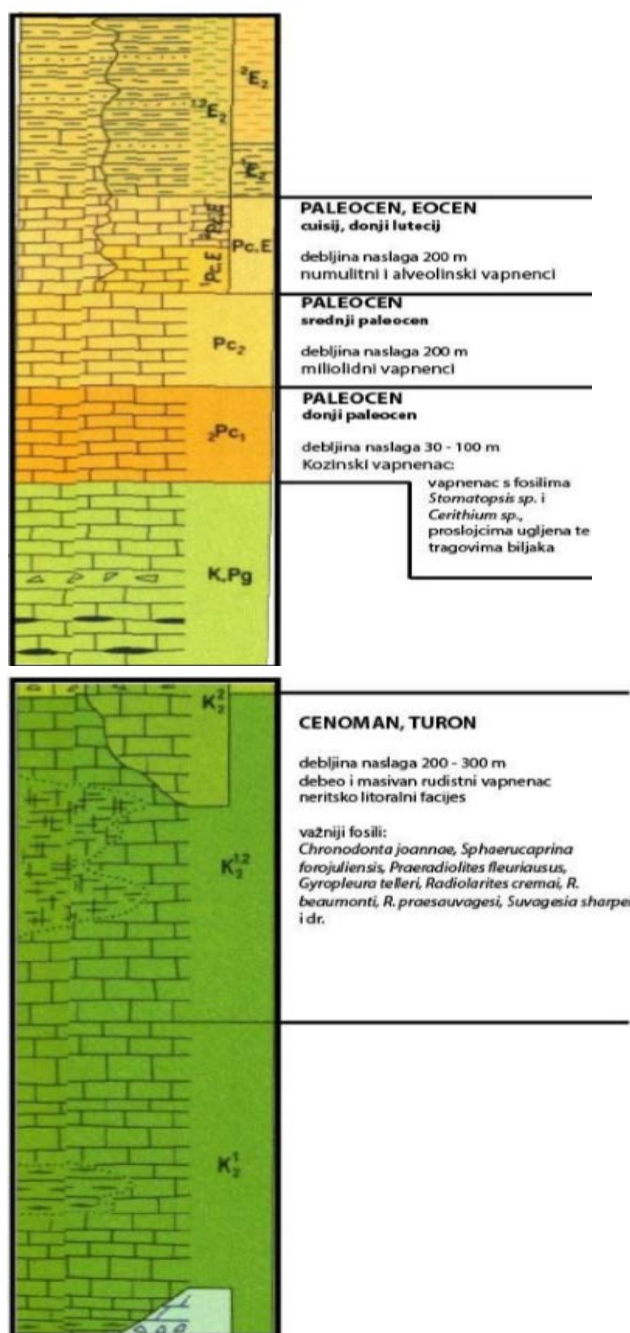 ²E₂
¹,²E₂
¹E₂
PALEOCEN, EOCEN
cuisij, donji lutecij
²Pc,E
Pc,E
¹Pc,E
debljina naslaga 200 m
numulitni i alveolinski vapnenci
PALEOCEN
srednji paleocen
Pc₂
debljina naslaga 200 m
miliolidni vapnenci
PALEOCEN
donji paleocen
₂Pc₁
debljina naslaga 30 - 100 m
Kozinski vapnenac:
vapnenac s fosilima
Stomatopsis sp. i
Cerithium sp.,
proslojcima ugljena te
tragovima biljaka
K,Pg
K₂²
CENOMAN, TURON
debljina naslaga 200 - 300 m
debeo i masivan rudistni vapnenac
neritsko litoralni facijes
važniji fosili:
Chronodonta joannae, Sphaerucaprina
forojuliensis, Praeradiolites fleuriausus,
Gyropleura telleri, Radiolarites cremai, R.
beaumonti, R. praesauvagesi, Suvagesia sharpei
i dr.
K₂¹,²
K₂¹